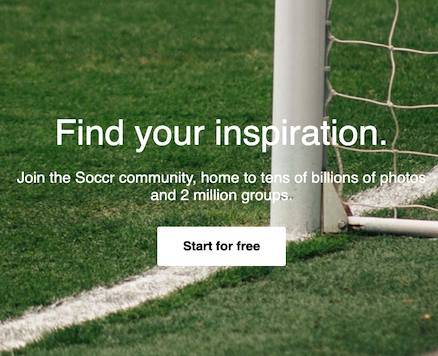 Find your inspiration.
Join the Soccr community, home to tens of billions of photos
and 2 million groups.
Start for free